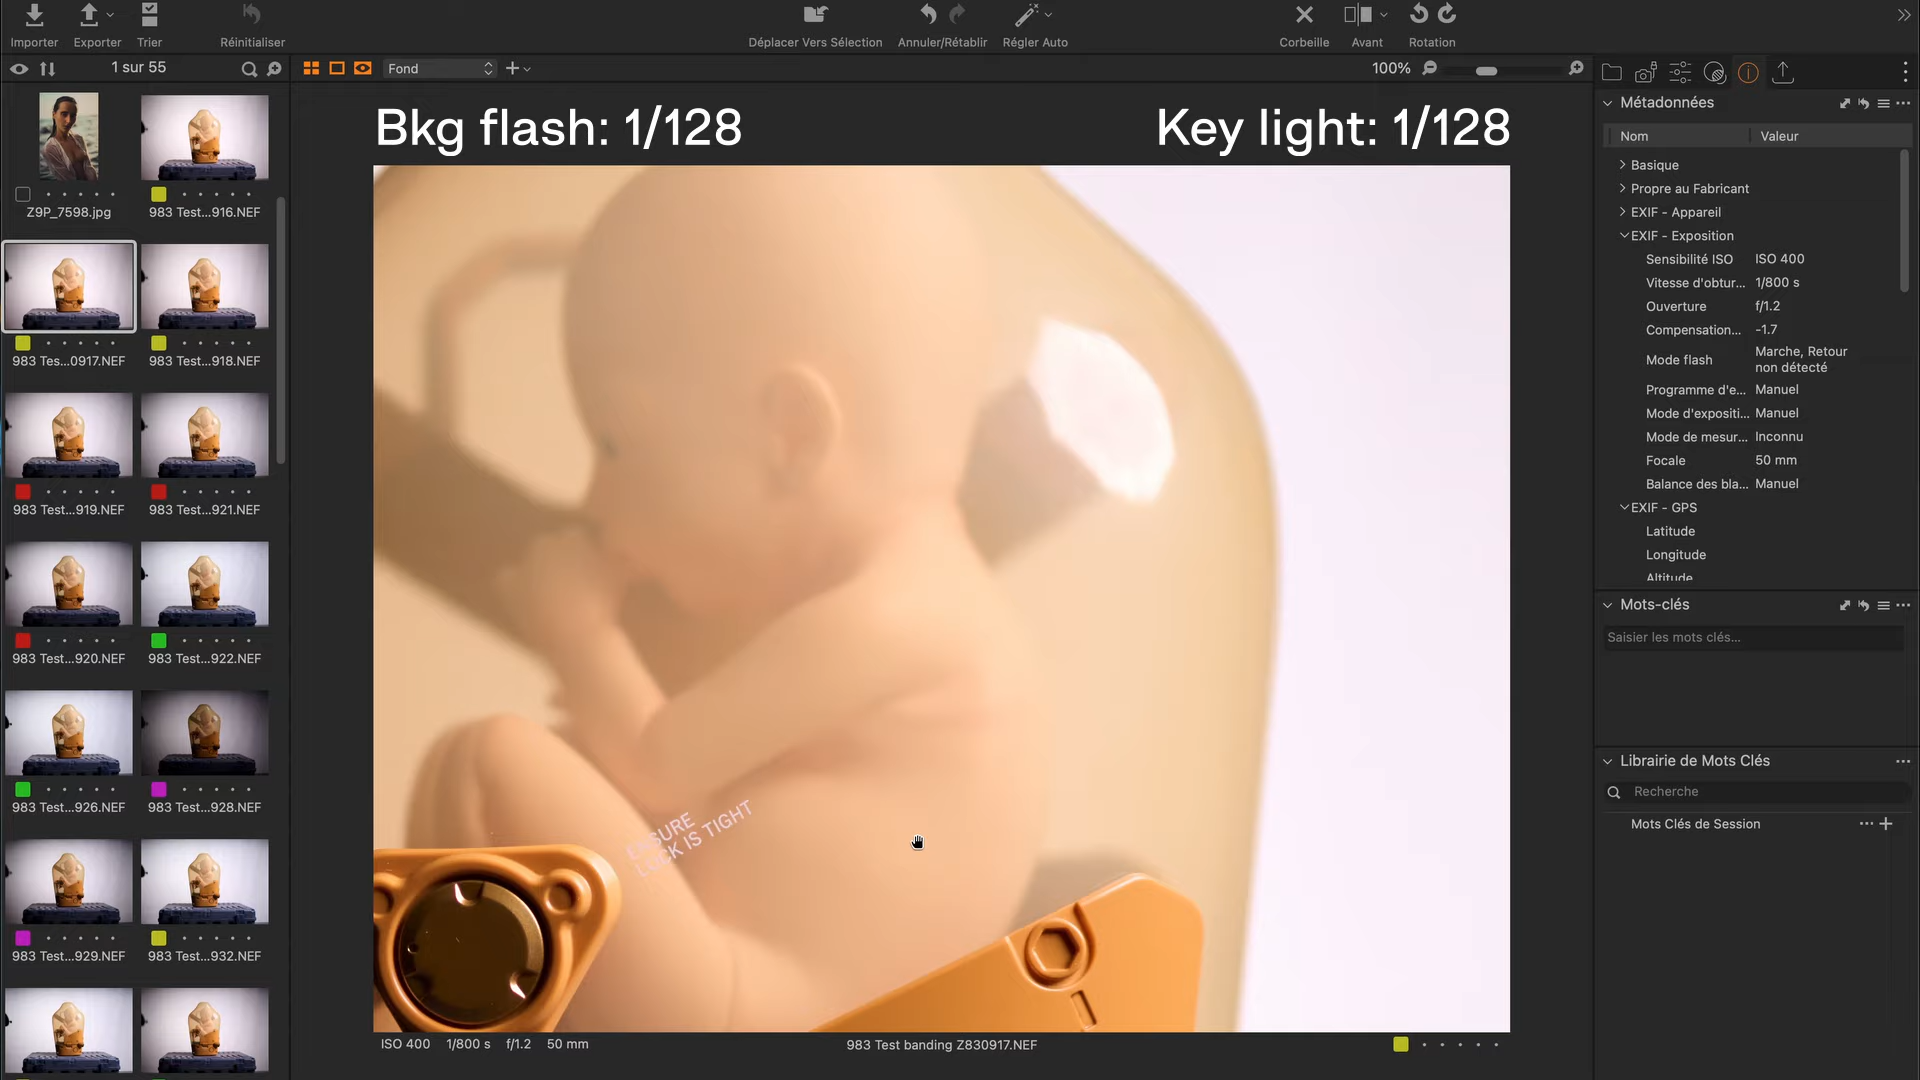 Importer
Exporter
Trier
Réinitialiser
Déplacer Vers Sélection
Annuler/Rétablir
Régler Auto
Corbeille
Avant
Rotation
1 sur 55
Fond
100%
Bkg flash: 1/128
Key light: 1/128
Z9P_7598.jpg
983 Test...916.NEF
983 Tes...0917.NEF
983 Test...918.NEF
983 Test...919.NEF
983 Test...921.NEF
983 Test...920.NEF
983 Test...922.NEF
983 Test...926.NEF
983 Test...928.NEF
983 Test...929.NEF
983 Test...932.NEF
ENSURE
LOCK IS TIGHT
ISO 400 1/800 s f/1.2 50 mm
983 Test banding Z830917.NEF
Métadonnées
Nom Valeur
Basique
Propre au Fabricant
EXIF - Appareil
EXIF - Exposition
Sensibilité ISO ISO 400
Vitesse d'obtur... 1/800 s
Ouverture f/1.2
Compensation... -1.7
Mode flash Marche, Retour
non détecté
Programme d'e... Manuel
Mode d'expositi... Manuel
Mode de mesur... Inconnu
Focale 50 mm
Balance des bla... Manuel
EXIF - GPS
Latitude
Longitude
Altitude
Mots-clés
Saisier les mots clés...
Librairie de Mots Clés
Recherche
Mots Clés de Session